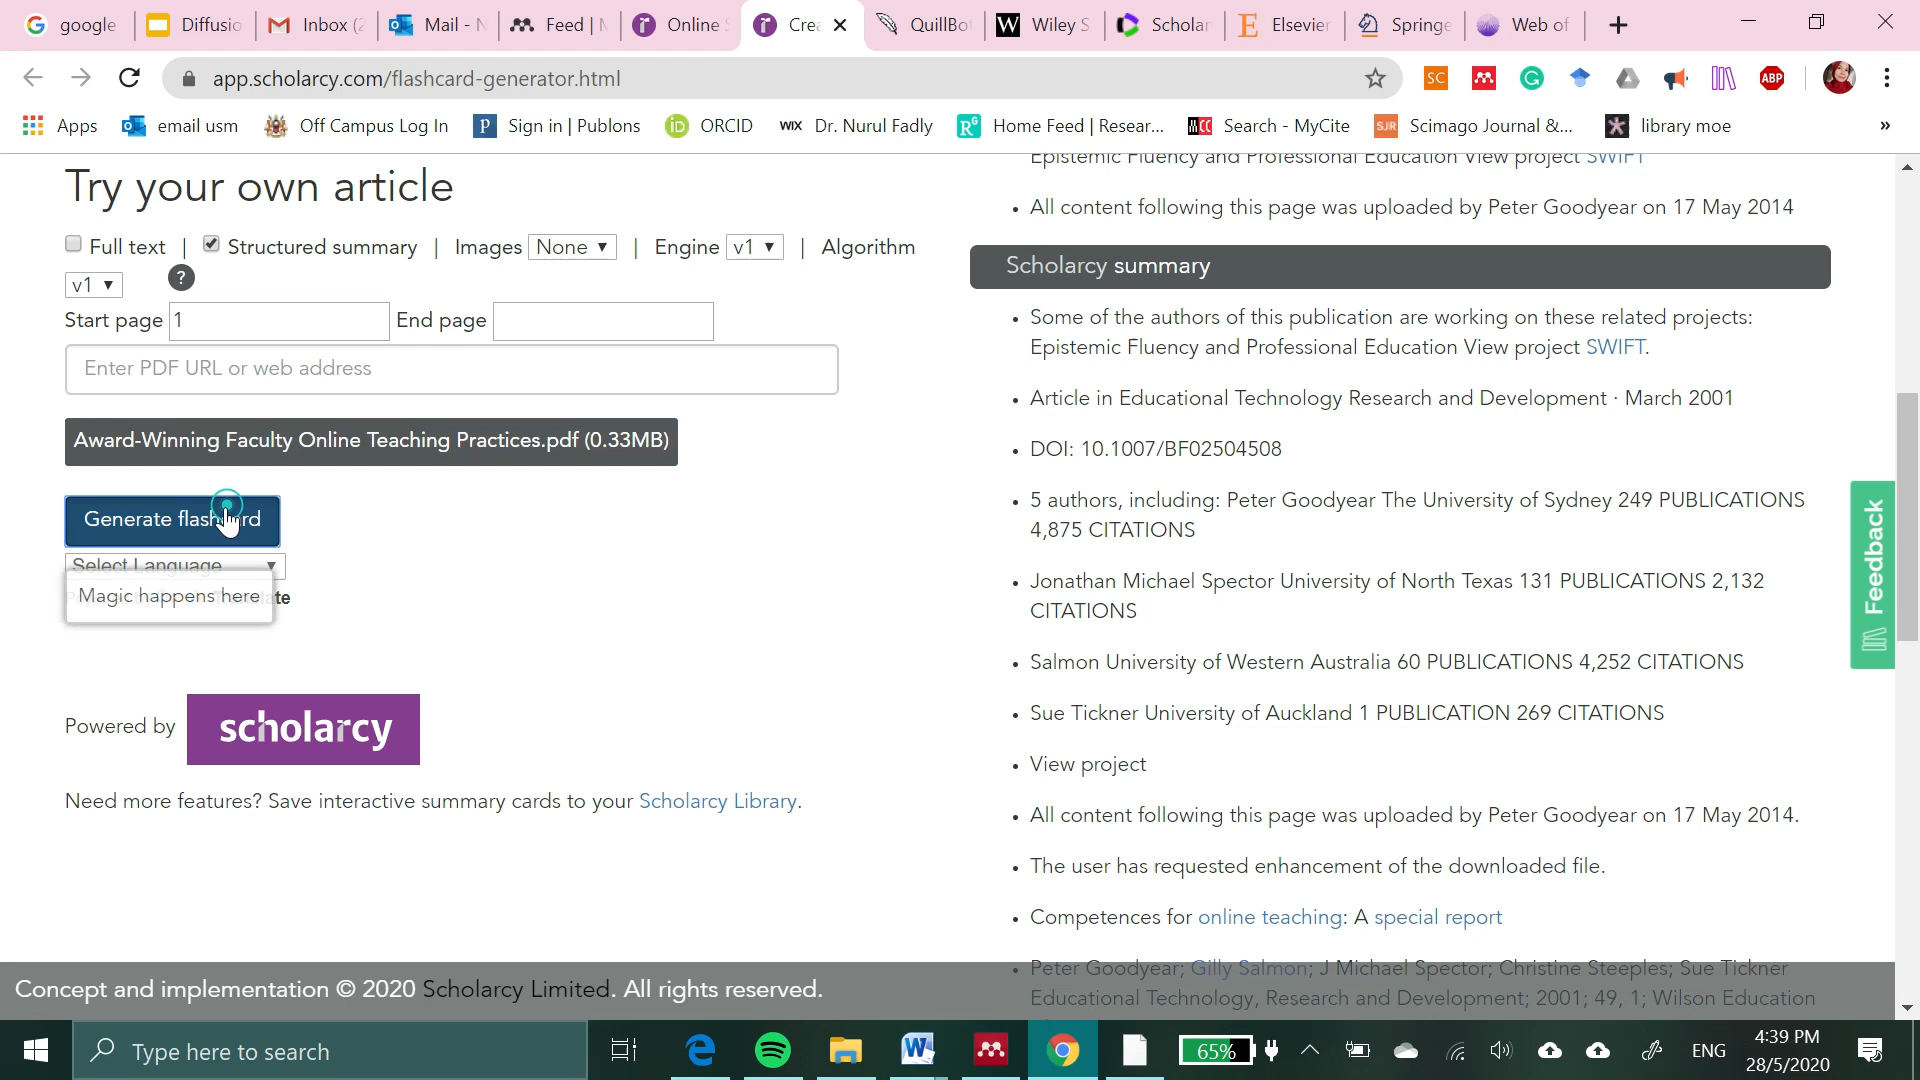 google
Diffusio
Inbox (2
Mail - N
Feed | M
Online S
Crea
QuillBo
Wiley S
Scholar
Elsevier
Springe
Web of
app.scholarcy.com/flashcard-generator.html
Apps
email usm
Off Campus Log In
Sign in | Publons
ORCID
WIX Dr. Nurul Fadly
Home Feed | Resear...
Search - MyCite
SJR Scimago Journal &...
library moe
»
SC
ABP
Try your own article
Full text | Structured summary | Images None | Engine v1 | Algorithm
v1 ?
Start page 1 End page
Enter PDF URL or web address
Award-Winning Faculty Online Teaching Practices.pdf (0.33MB)
Generate flashcard
Select Language
Magic happens here
Powered by scholarcy
Need more features? Save interactive summary cards to your Scholarcy Library.
Epistemic Fluency and Professional Education View project SWIFT
• All content following this page was uploaded by Peter Goodyear on 17 May 2014
Scholarcy summary
• Some of the authors of this publication are working on these related projects:
Epistemic Fluency and Professional Education View project SWIFT.
• Article in Educational Technology Research and Development · March 2001
• DOI: 10.1007/BF02504508
• 5 authors, including: Peter Goodyear The University of Sydney 249 PUBLICATIONS
4,875 CITATIONS
• Jonathan Michael Spector University of North Texas 131 PUBLICATIONS 2,132
CITATIONS
• Salmon University of Western Australia 60 PUBLICATIONS 4,252 CITATIONS
• Sue Tickner University of Auckland 1 PUBLICATION 269 CITATIONS
• View project
• All content following this page was uploaded by Peter Goodyear on 17 May 2014.
• The user has requested enhancement of the downloaded file.
• Competences for online teaching: A special report
• Peter Goodyear; Gilly Salmon; J Michael Spector; Christine Steeples; Sue Tickner
Educational Technology, Research and Development; 2001; 49, 1; Wilson Education
Feedback
Concept and implementation © 2020 Scholarcy Limited. All rights reserved.
Type here to search
65%
ENG
4:39 PM
28/5/2020